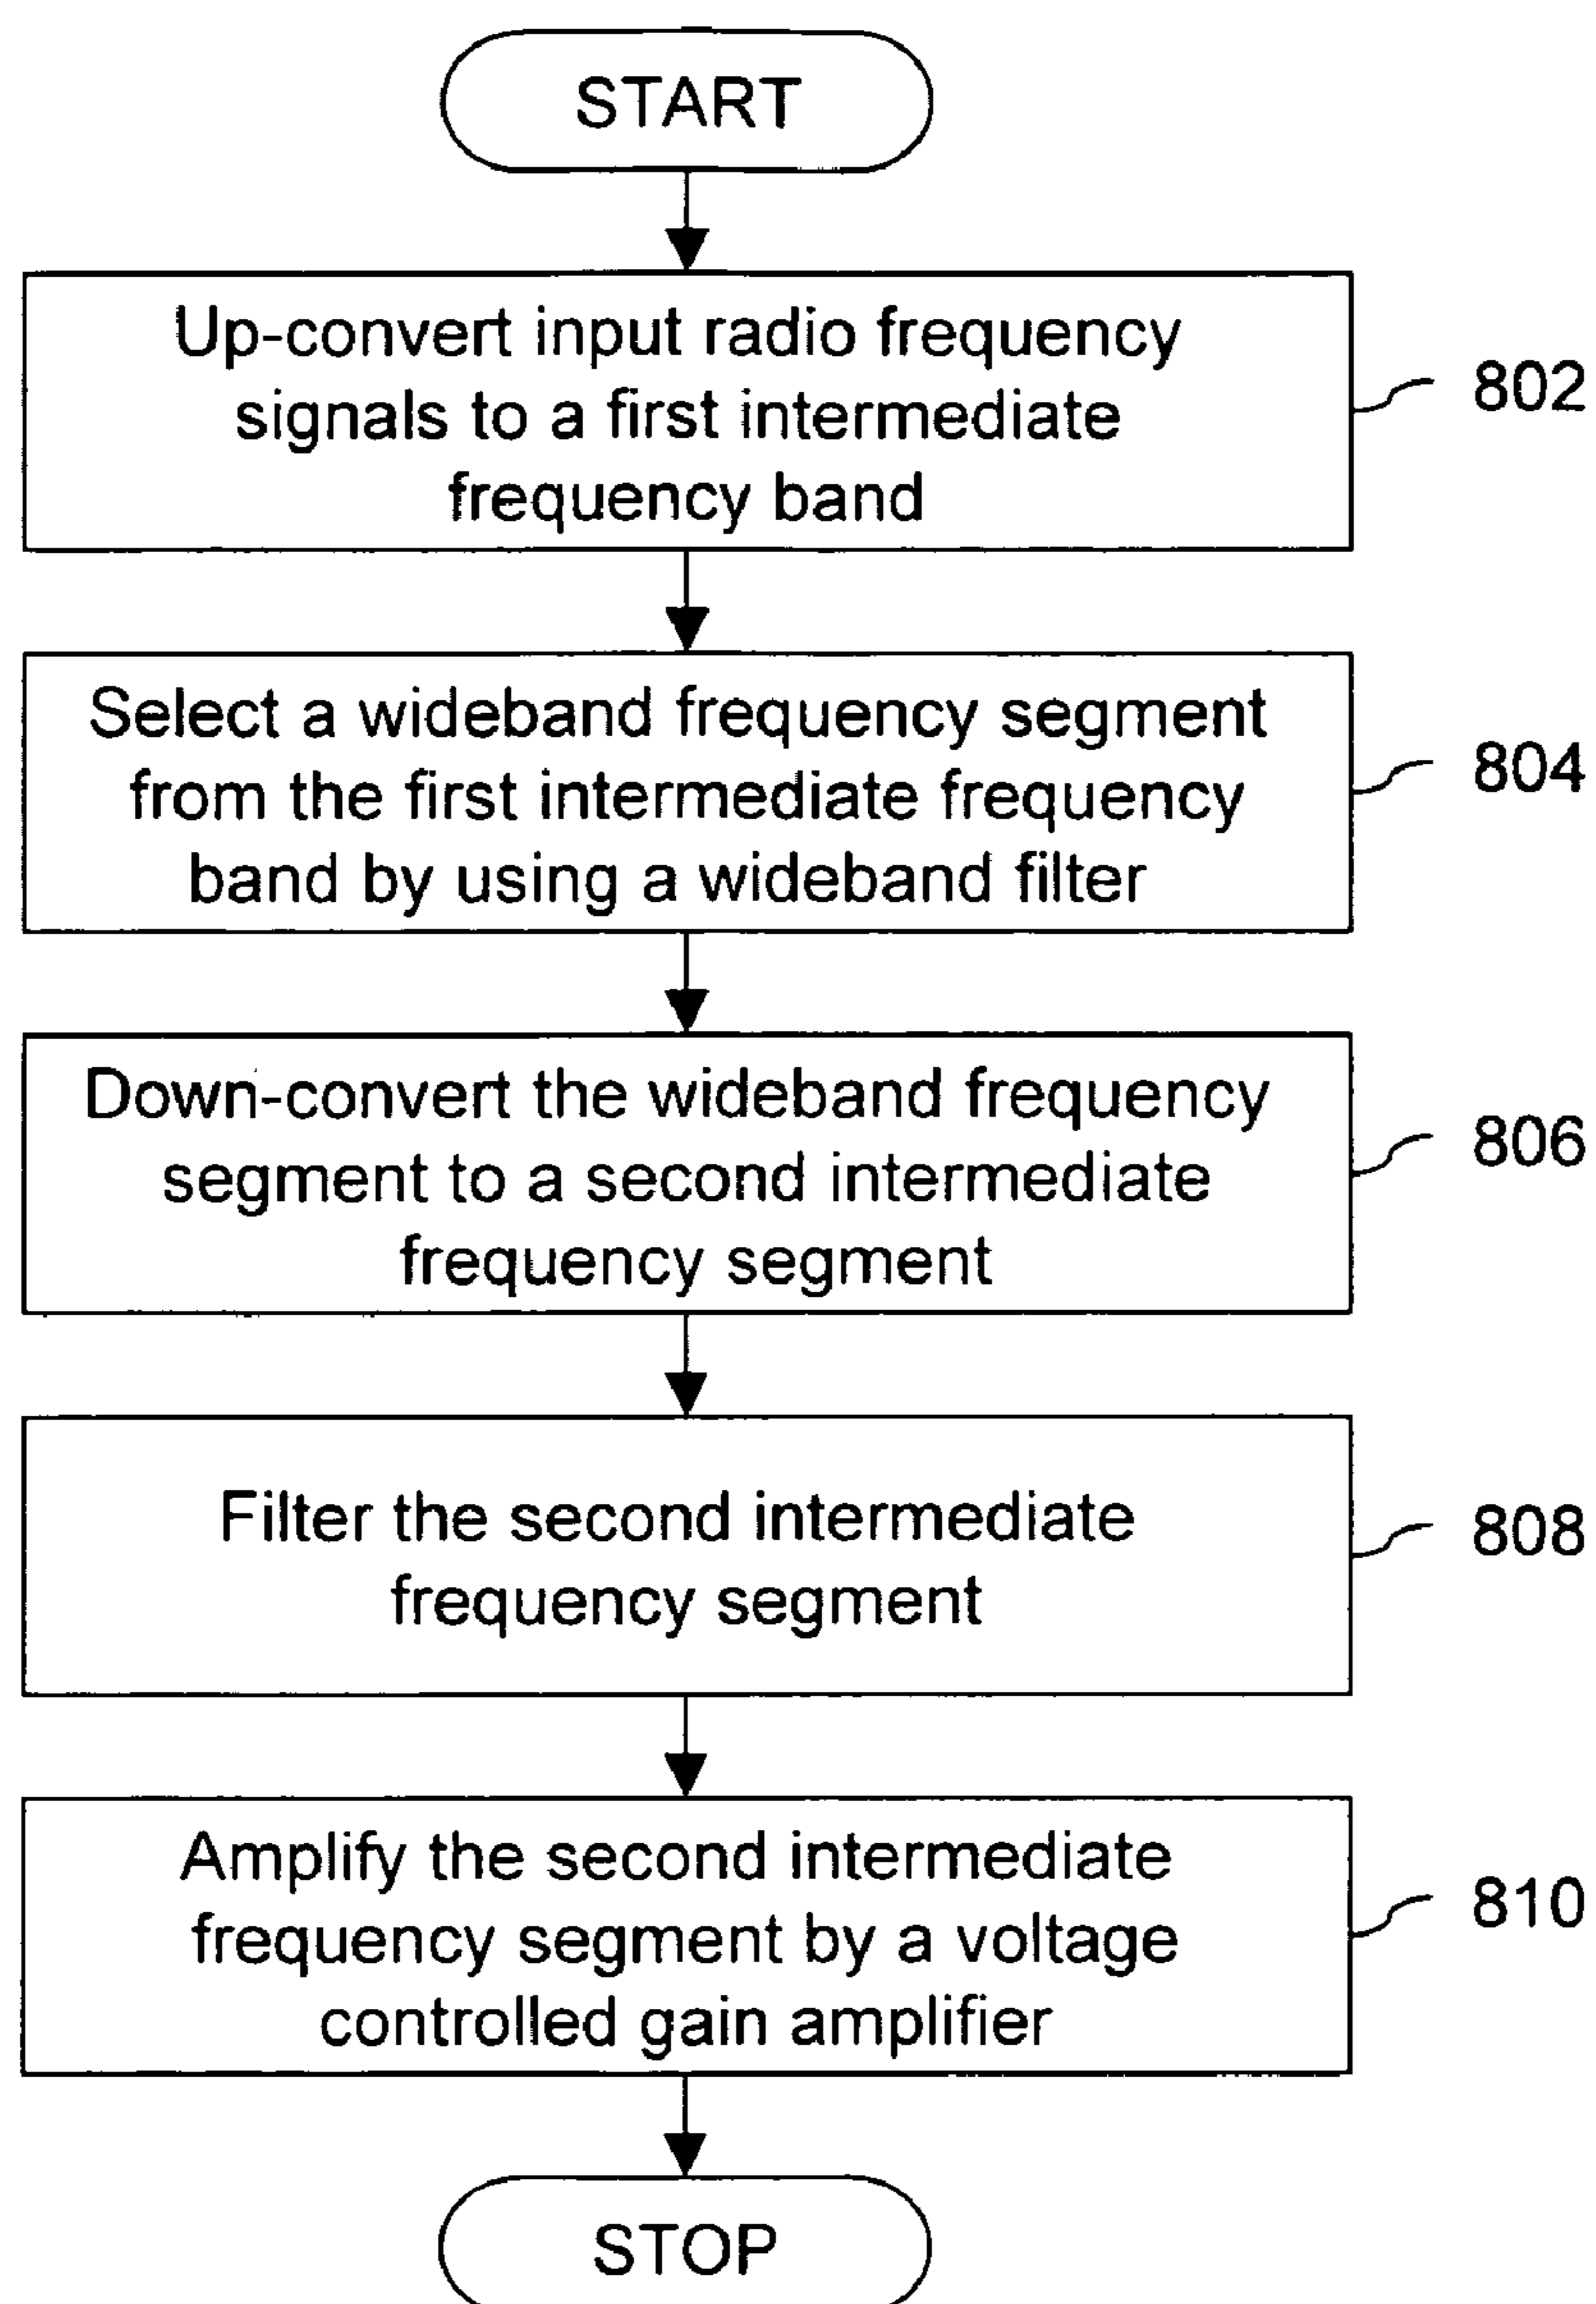 START
Up-convert input radio frequency
signals to a first intermediate
frequency band
802
Select a wideband frequency segment
from the first intermediate frequency
band by using a wideband filter
804
Down-convert the wideband frequency
segment to a second intermediate
frequency segment
806
Filter the second intermediate
frequency segment
808
Amplify the second intermediate
frequency segment by a voltage
controlled gain amplifier
810
STOP